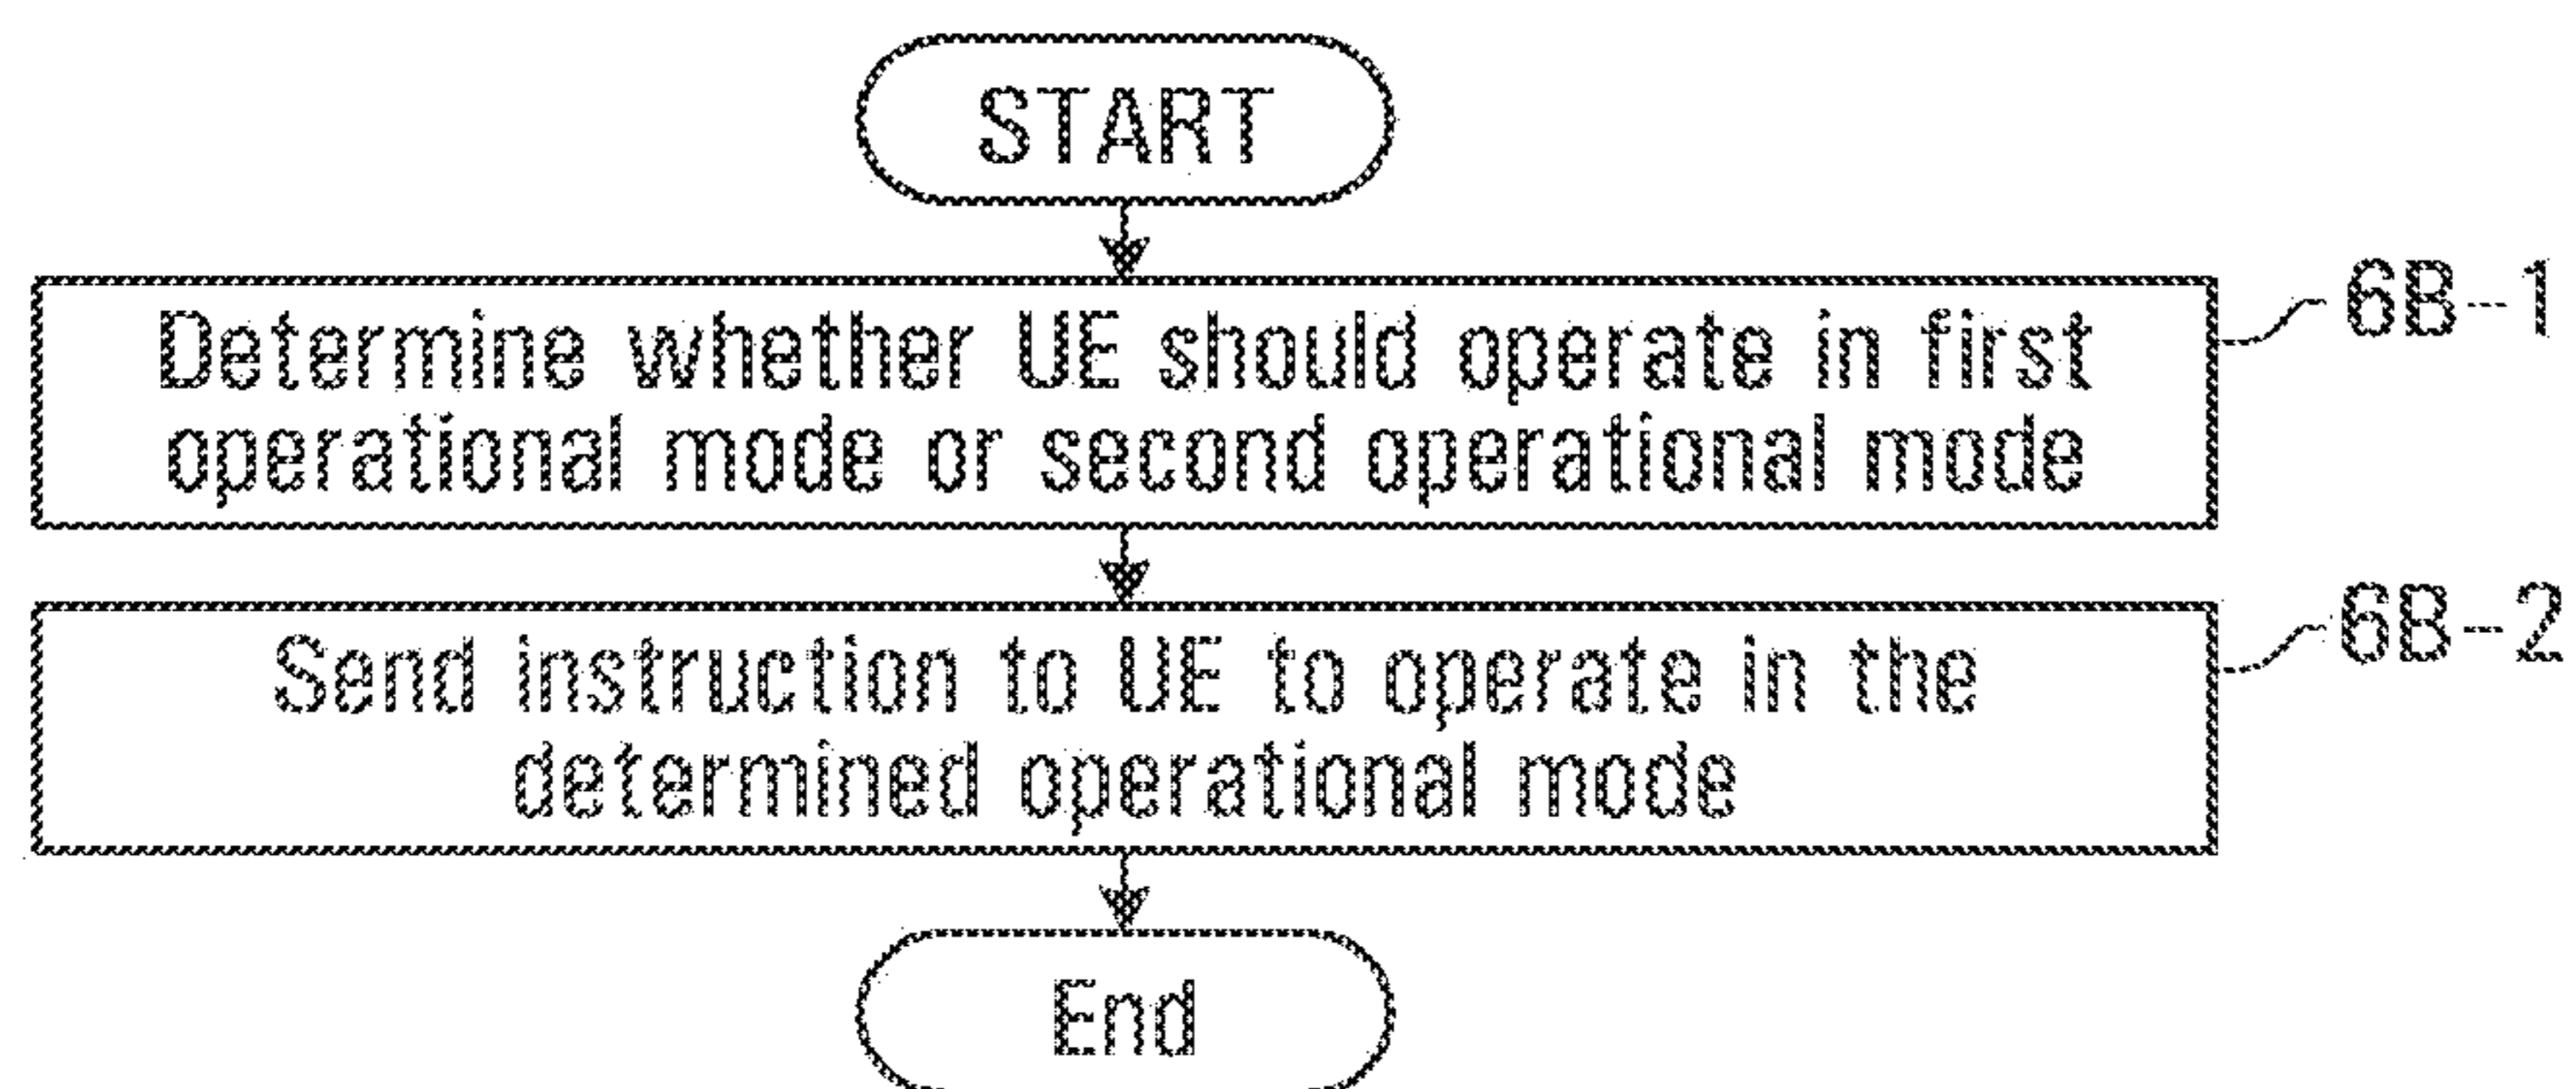 START
Determine whether UE should operate in first
operational mode or second operational mode
6B-1
Send instruction to UE to operate in the
determined operational mode
6B-2
End